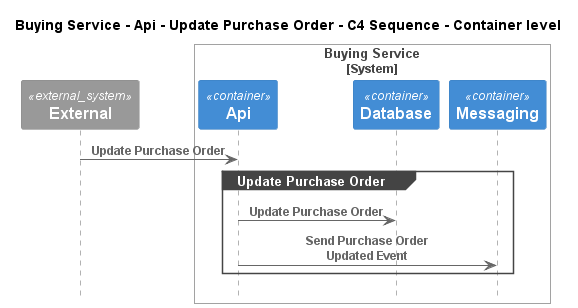 Buying Service - Api - Update Purchase Order - C4 Sequence - Container level
Buying Service
[System]
«external_system»
External
«container»
Api
«container»
Database
«container»
Messaging
Update Purchase Order
Update Purchase Order
Update Purchase Order
Send Purchase Order
Updated Event